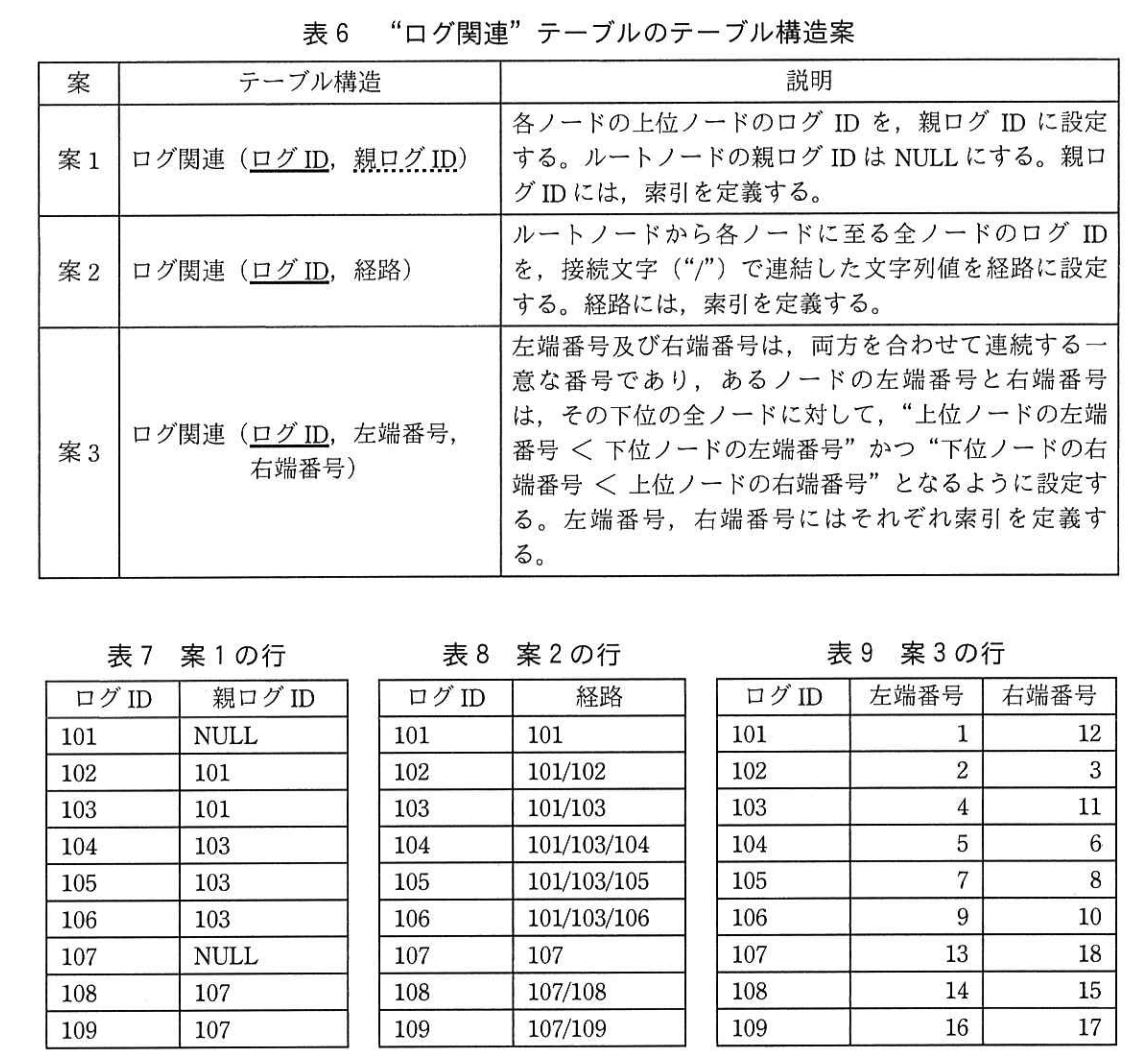 表6 “ログ関連”テーブルのテーブル構造案
案 テーブル構造 説明
案1 ログ関連（ログID，親ログID）
各ノードの上位ノードのログ ID を，親ログ ID に設定
する。ルートノードの親ログ ID は NULL にする。親ロ
グ ID には，索引を定義する。
案2 ログ関連（ログID，経路）
ルートノードから各ノードに至る全ノードのログ ID
を，接続文字（“/”）で連結した文字列値を経路に設定
する。経路には，索引を定義する。
案3 ログ関連（ログID，左端番号，
右端番号）
左端番号及び右端番号は，両方を合わせて連続する一
意な番号であり，あるノードの左端番号と右端番号
は，その下位の全ノードに対して，“上位ノードの左端
番号 ＜ 下位ノードの左端番号”かつ“下位ノードの右
端番号 ＜ 上位ノードの右端番号”となるように設定す
る。左端番号，右端番号にはそれぞれ索引を定義す
る。
表7 案1の行
ログID 親ログID
101 NULL
102 101
103 101
104 103
105 103
106 103
107 NULL
108 107
109 107
表8 案2の行
ログID 経路
101 101
102 101/102
103 101/103
104 101/103/104
105 101/103/105
106 101/103/106
107 107
108 107/108
109 107/109
表9 案3の行
ログID 左端番号 右端番号
101 1 12
102 2 3
103 4 11
104 5 6
105 7 8
106 9 10
107 13 18
108 14 15
109 16 17